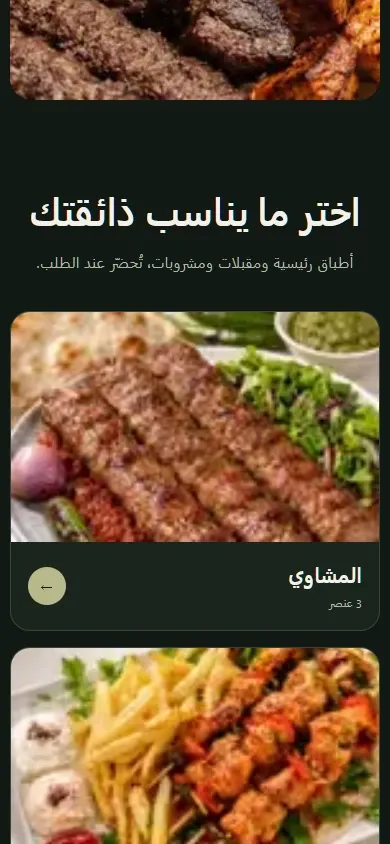 اختر ما يناسب ذائقتك
أطباق رئيسية ومقبلات ومشروبات، تُحضّر عند الطلب.
المشاوي
3 عنصر
←